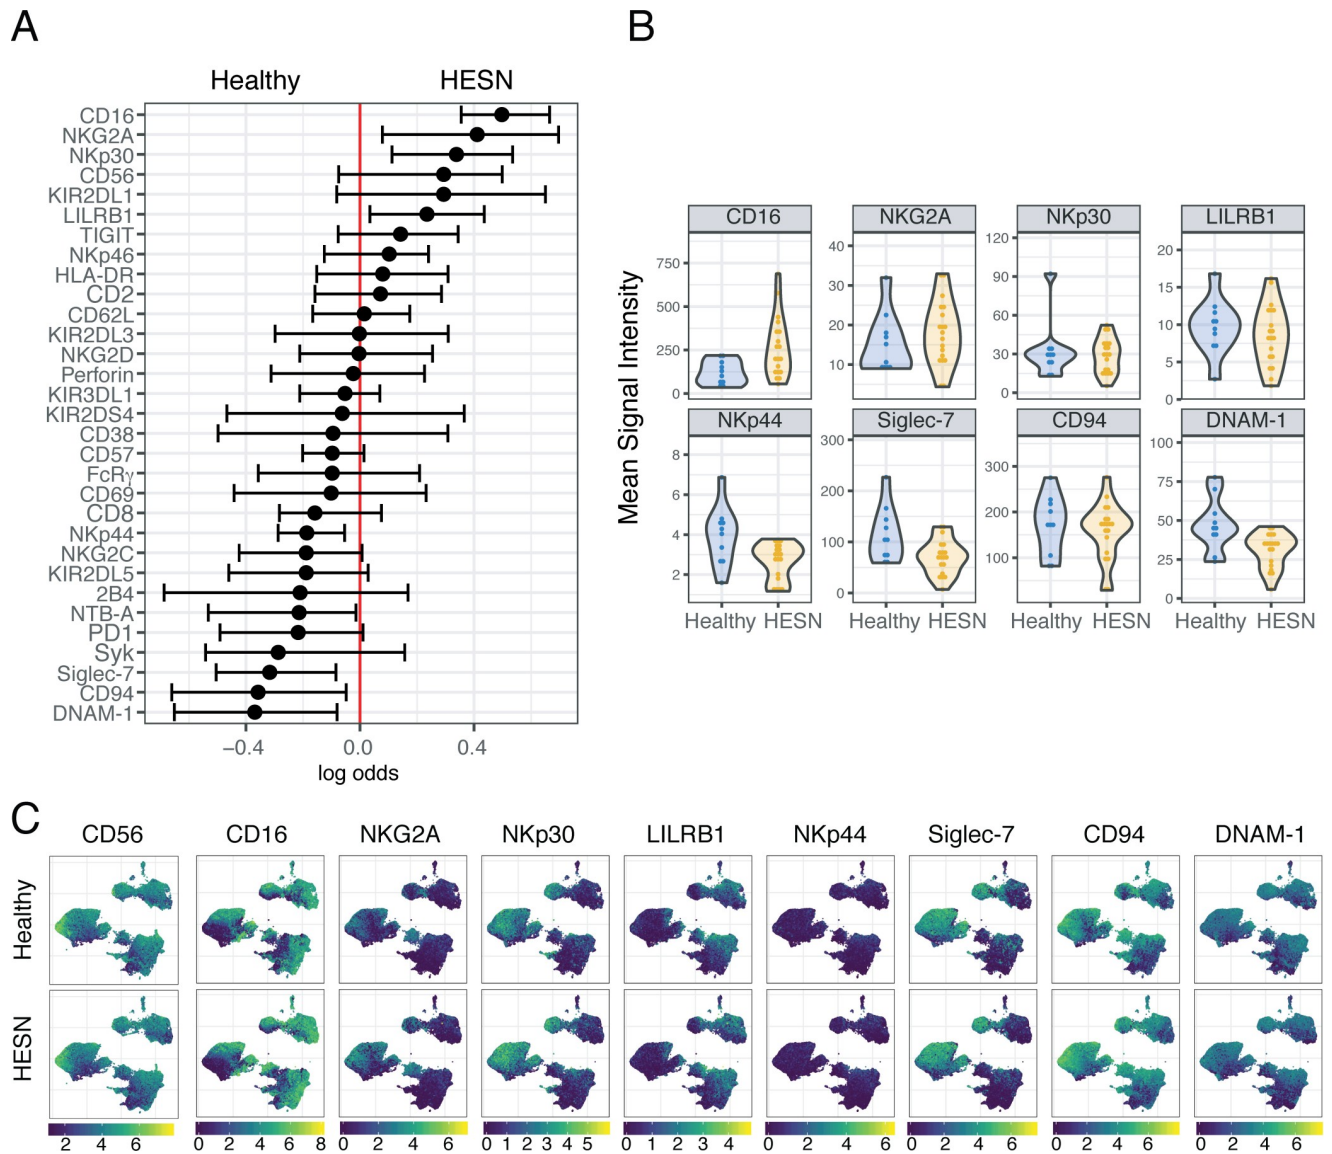 A
Healthy HESN
CD16
NKG2A
NKp30
CD56
KIR2DL1
LILRB1
TIGIT
NKp46
HLA-DR
CD2
CD62L
KIR2DL3
NKG2D
Perforin
KIR3DL1
KIR2DS4
CD38
CD57
FcRγ
CD69
CD8
NKp44
NKG2C
KIR2DL5
2B4
NTB-A
PD1
Syk
Siglec-7
CD94
DNAM-1
−0.4 0.0 0.4
log odds
B
Mean Signal Intensity
CD16 NKG2A NKp30 LILRB1
750
500
250
0
40
30
20
10
120
90
60
30
0
20
15
10
5
0
NKp44 Siglec-7 CD94 DNAM-1
8
6
4
2
300
200
100
0
300
200
100
100
75
50
25
0
Healthy HESN Healthy HESN Healthy HESN Healthy HESN
C
CD56 CD16 NKG2A NKp30 LILRB1 NKp44 Siglec-7 CD94 DNAM-1
Healthy
HESN
2 4 6
0 2 4 6 8
0 2 4 6
0 1 2 3 4 5
0 1 2 3 4
0 2 4 6
0 2 4 6
0 2 4 6
0 2 4 6